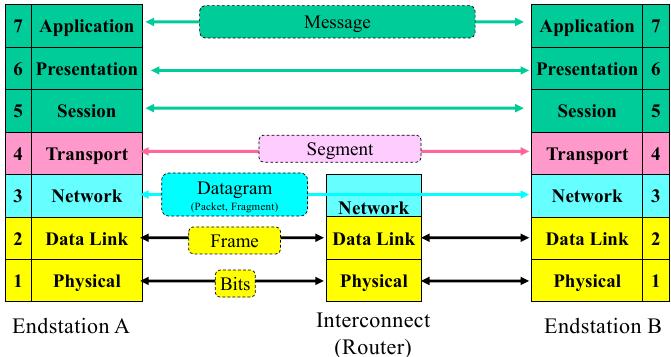 7 Application Message Application 7
6 Presentation Presentation 6
5 Session Session 5
4 Transport Segment Transport 4
3 Network Datagram Network 3
(Packet, Fragment)
Network
2 Data Link Frame Data Link Data Link 2
1 Physical Bits Physical Physical 1
Endstation A Interconnect Endstation B
(Router)